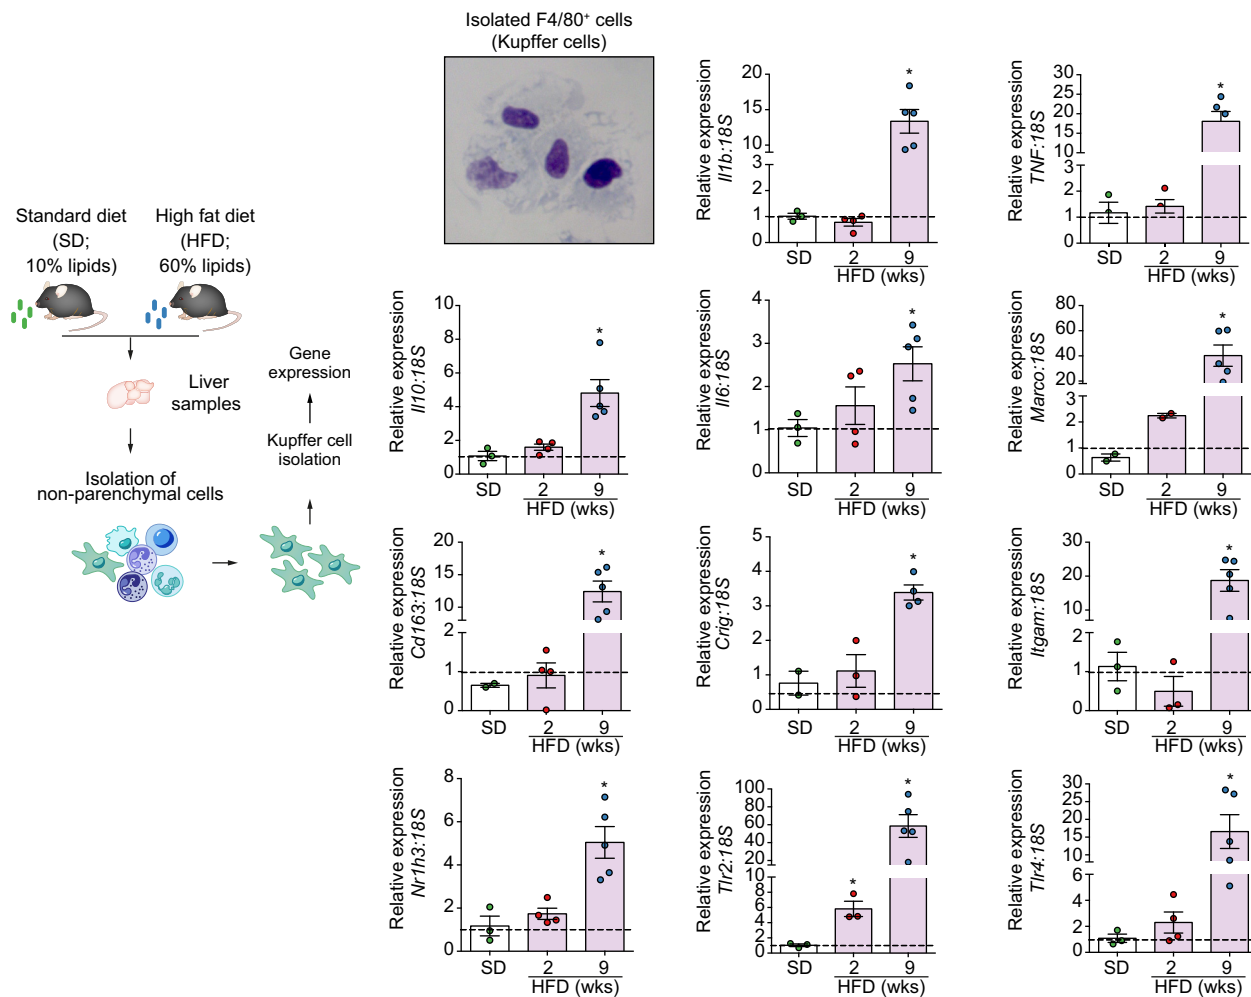 Isolated F4/80⁺ cells
(Kupffer cells)
Standard diet
(SD;
10% lipids)
High fat diet
(HFD;
60% lipids)
Liver
samples
Isolation of
non-parenchymal cells
Kupffer cell
isolation
Gene
expression
Relative expression
Il1b:18S
20
15
10
3
2
1
0
*
SD
2
9
HFD (wks)
Relative expression
TNF:18S
30
25
20
15
10
3
2
1
0
*
SD
2
9
HFD (wks)
Relative expression
Il10:18S
10
8
6
4
2
0
*
SD
2
9
HFD (wks)
Relative expression
Il6:18S
4
3
2
1
0
*
SD
2
9
HFD (wks)
Relative expression
Marco:18S
80
60
40
20
3
2
1
0
*
SD
2
9
HFD (wks)
Relative expression
Cd163:18S
20
15
10
5
2
1
0
*
SD
2
9
HFD (wks)
Relative expression
Crig:18S
5
4
3
2
1
0
*
SD
2
9
HFD (wks)
Relative expression
Itgam:18S
30
20
10
2
1
0
*
SD
2
9
HFD (wks)
Relative expression
Nr1h3:18S
8
6
4
2
0
*
SD
2
9
HFD (wks)
Relative expression
Tlr2:18S
100
80
60
40
20
10
8
6
4
2
0
*
*
SD
2
9
HFD (wks)
Relative expression
Tlr4:18S
30
25
20
15
10
6
4
2
0
*
SD
2
9
HFD (wks)